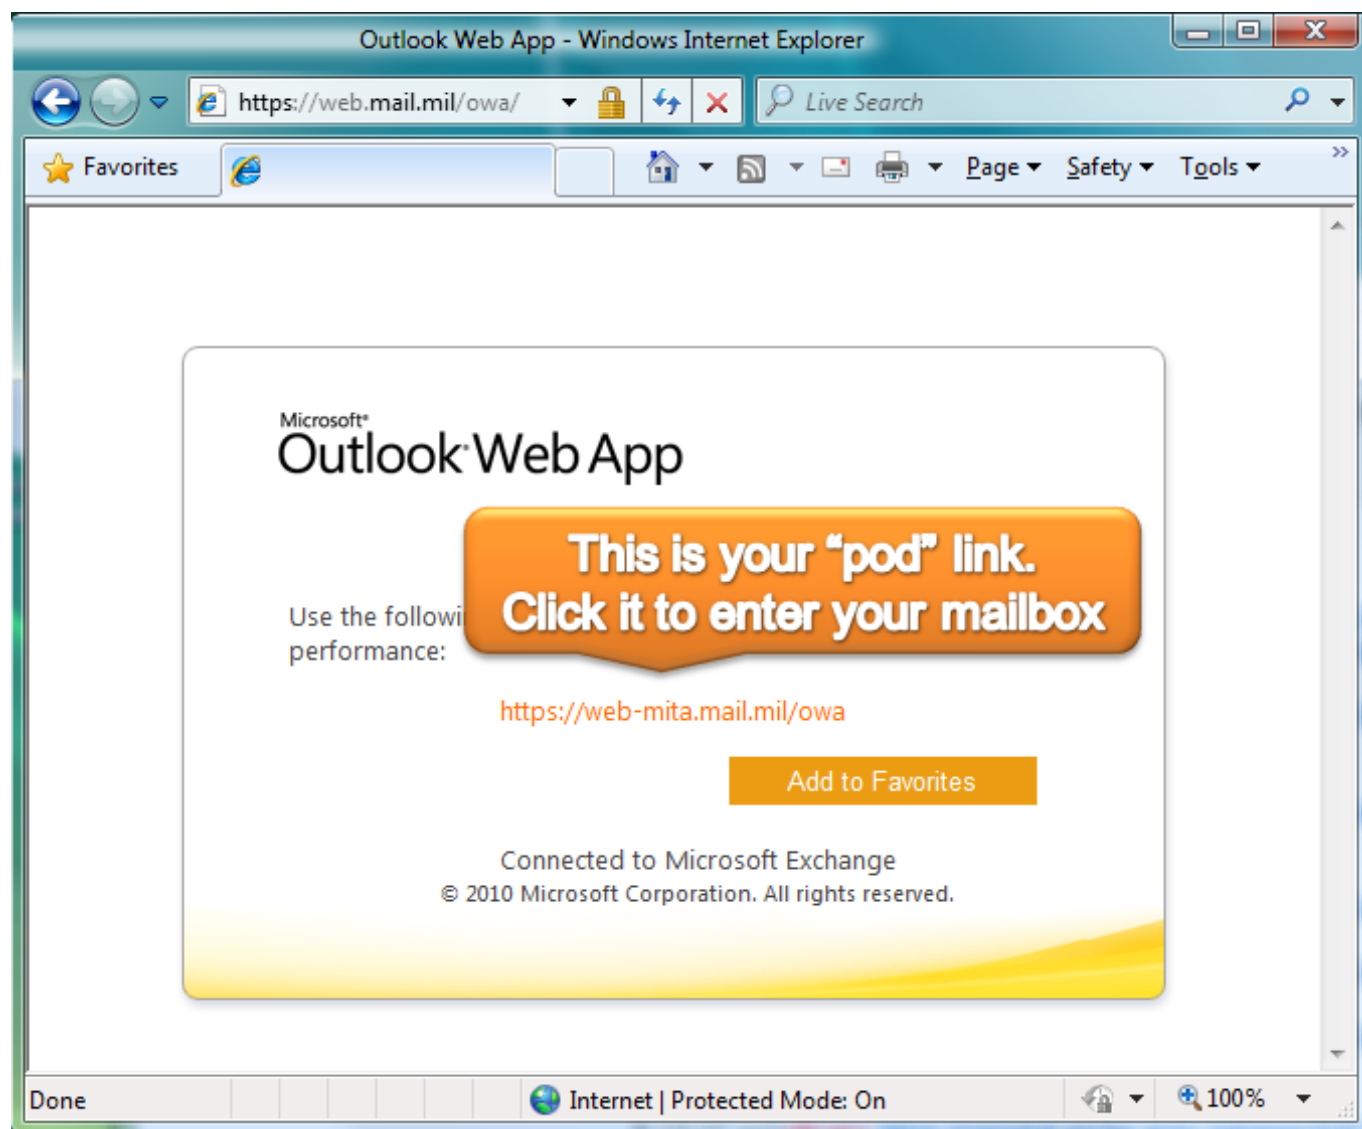 Outlook Web App - Windows Internet Explorer
https://web.mail.mil/owa/
Live Search
Favorites
Page
Safety
Tools
Microsoft®
Outlook® Web App
This is your “pod” link.
Click it to enter your mailbox
Use the
performance:
https://web-mita.mail.mil/owa
Add to Favorites
Connected to Microsoft Exchange
© 2010 Microsoft Corporation. All rights reserved.
Done
Internet | Protected Mode: On
100%